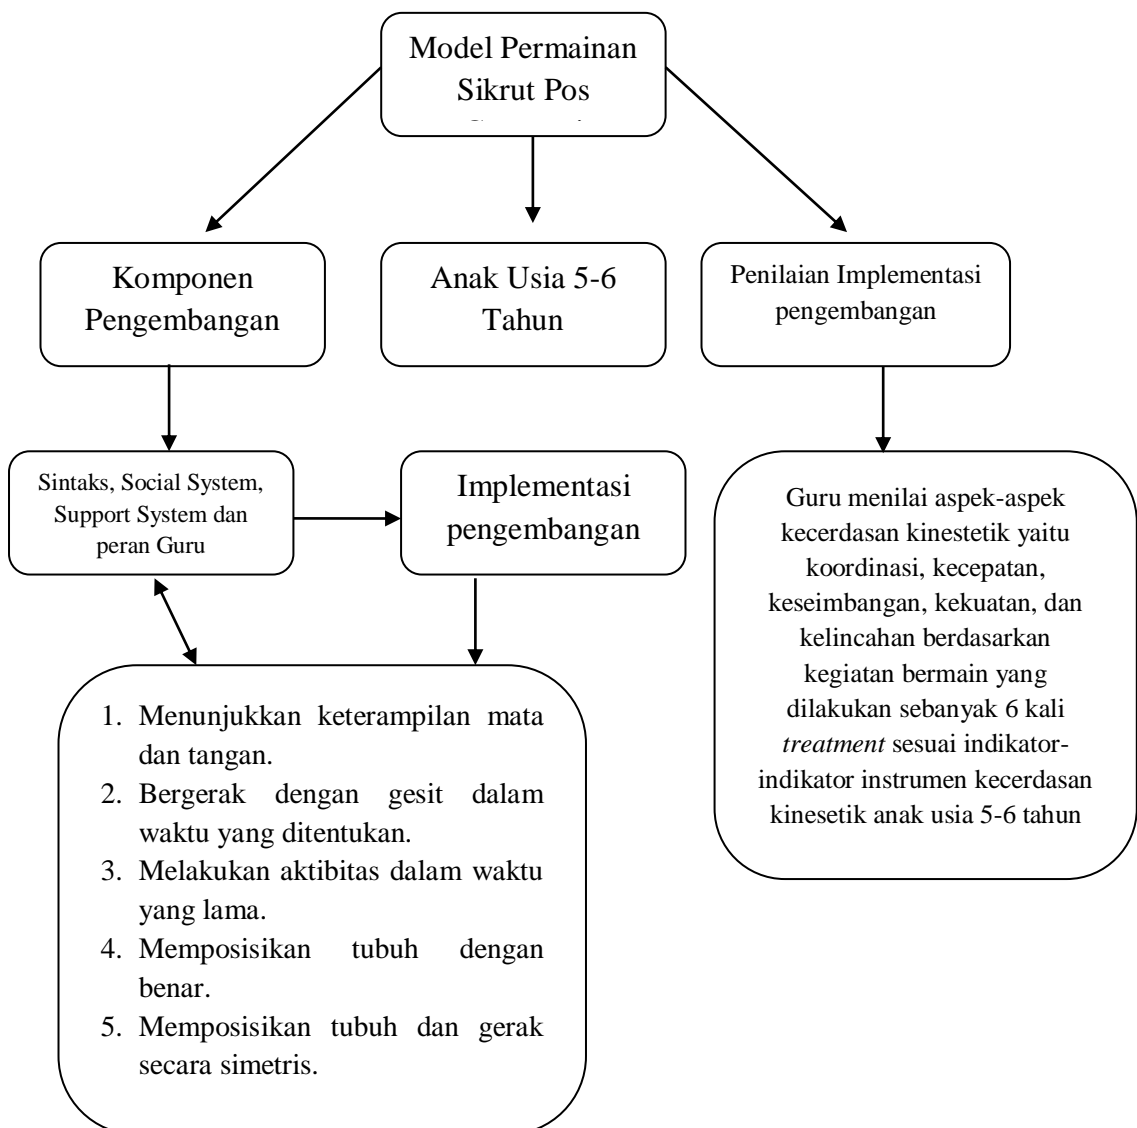 Model Permainan
Sikrut Pos
Komponen
Pengembangan
Anak Usia 5-6
Tahun
Penilaian Implementasi
pengembangan
Sintaks, Social System,
Support System dan
peran Guru
Implementasi
pengembangan
Guru menilai aspek-aspek
kecerdasan kinestetik yaitu
koordinasi, kecepatan,
keseimbangan, kekuatan, dan
kelincahan berdasarkan
kegiatan bermain yang
dilakukan sebanyak 6 kali
treatment sesuai indikator-
indikator instrumen kecerdasan
kinesetik anak usia 5-6 tahun
1. Menunjukkan keterampilan mata
dan tangan.
2. Bergerak dengan gesit dalam
waktu yang ditentukan.
3. Melakukan aktibitas dalam waktu
yang lama.
4. Memposisikan tubuh dengan
benar.
5. Memposisikan tubuh dan gerak
secara simetris.